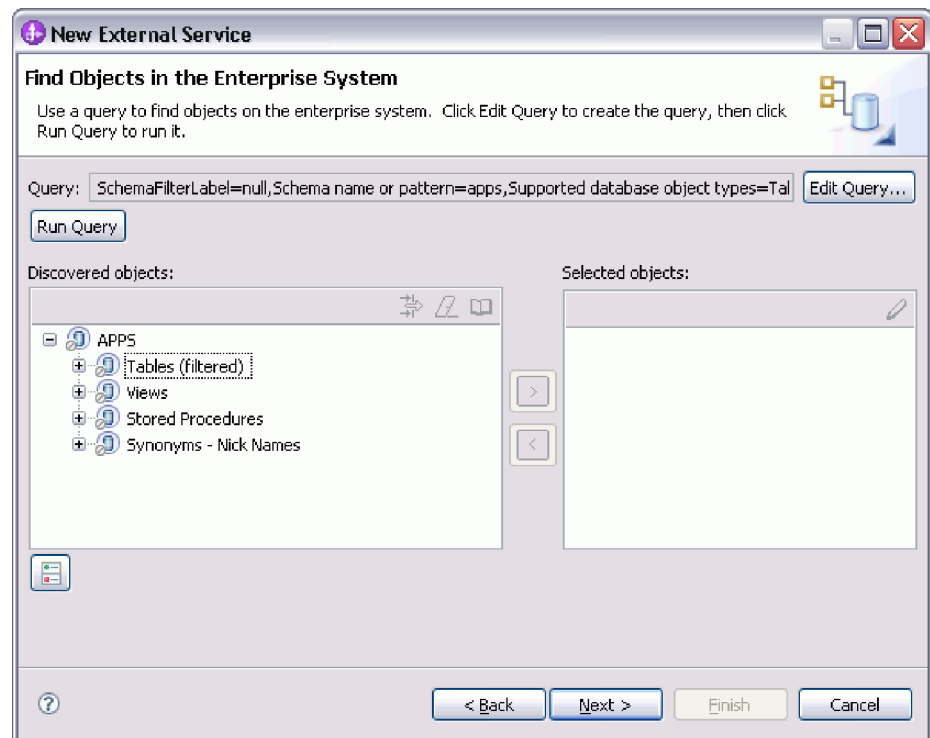 New External Service
Find Objects in the Enterprise System
Use a query to find objects on the enterprise system. Click Edit Query to create the query, then click
Run Query to run it.
Query: SchemaFilterLabel=null,Schema name or pattern=apps,Supported database object types=Tal Edit Query...
Run Query
Discovered objects: Selected objects:
APPS
Tables (filtered)
Views
Stored Procedures
Synonyms - Nick Names
>
<
? < Back Next > Finish Cancel